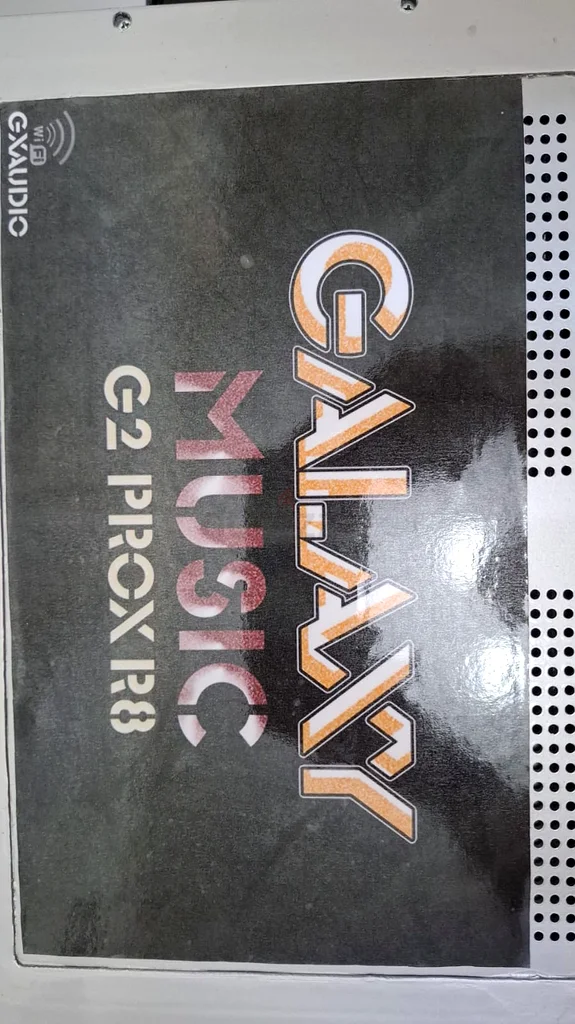 GALAXY
MUSIC
G2 PROX R8
WiFi
GXAUDIO